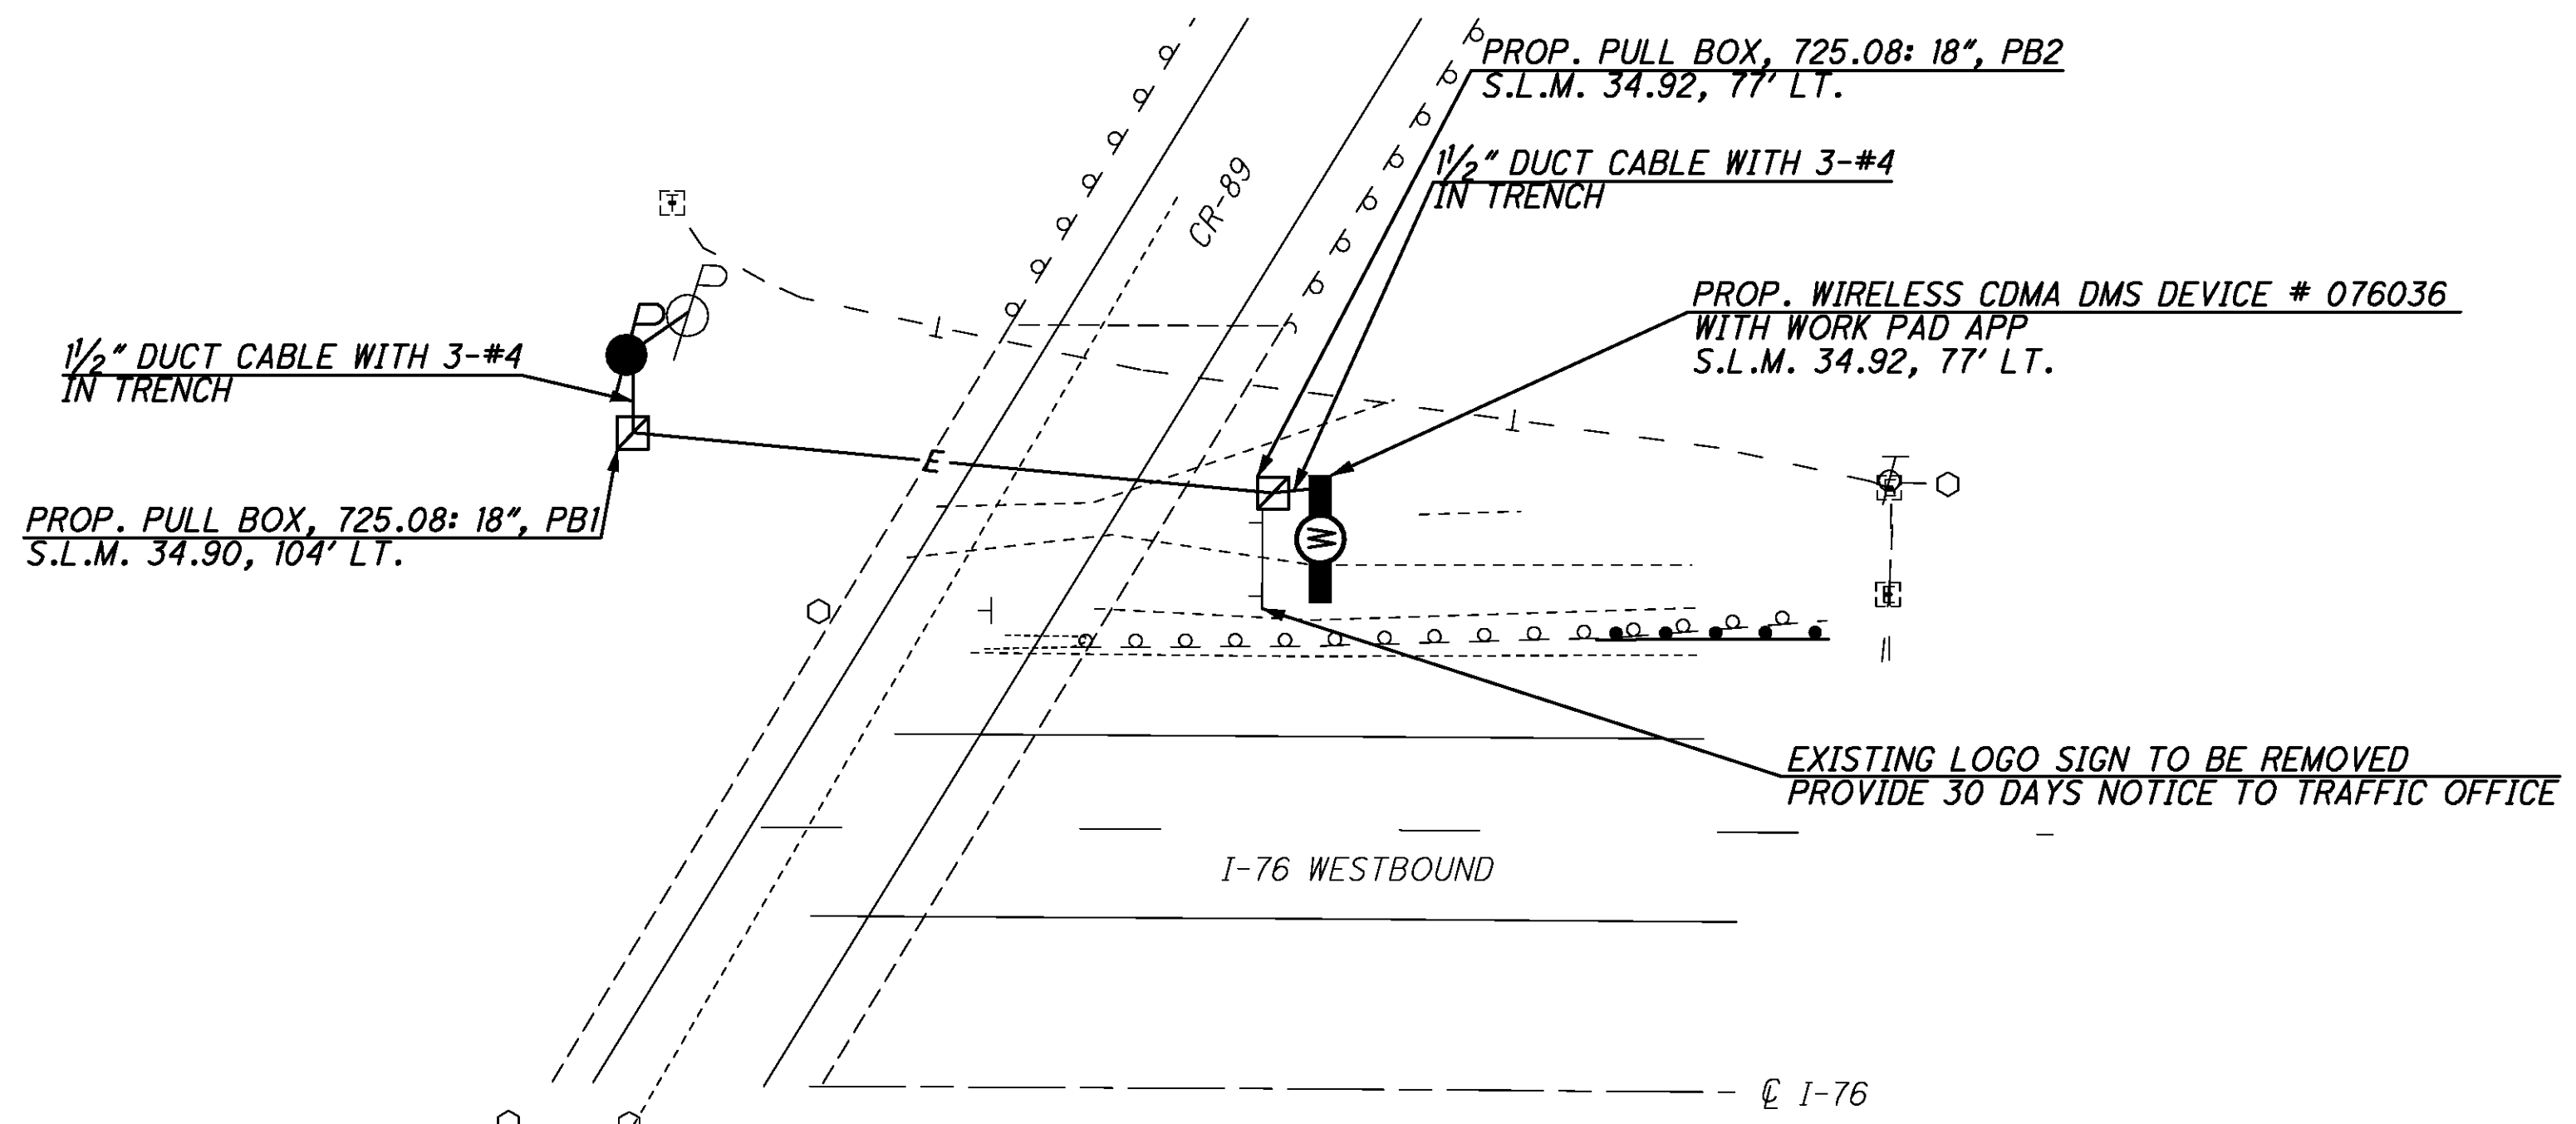 PROP. PULL BOX, 725.08: 18", PB2
S.L.M. 34.92, 77' LT.
1½" DUCT CABLE WITH 3-#4
IN TRENCH
CR-89
PROP. WIRELESS CDMA DMS DEVICE # 076036
WITH WORK PAD APP
S.L.M. 34.92, 77' LT.
1½" DUCT CABLE WITH 3-#4
IN TRENCH
P
P
T
E
PROP. PULL BOX, 725.08: 18", PB1
S.L.M. 34.90, 104' LT.
W
E
E
EXISTING LOGO SIGN TO BE REMOVED
PROVIDE 30 DAYS NOTICE TO TRAFFIC OFFICE
I-76 WESTBOUND
℄ I-76